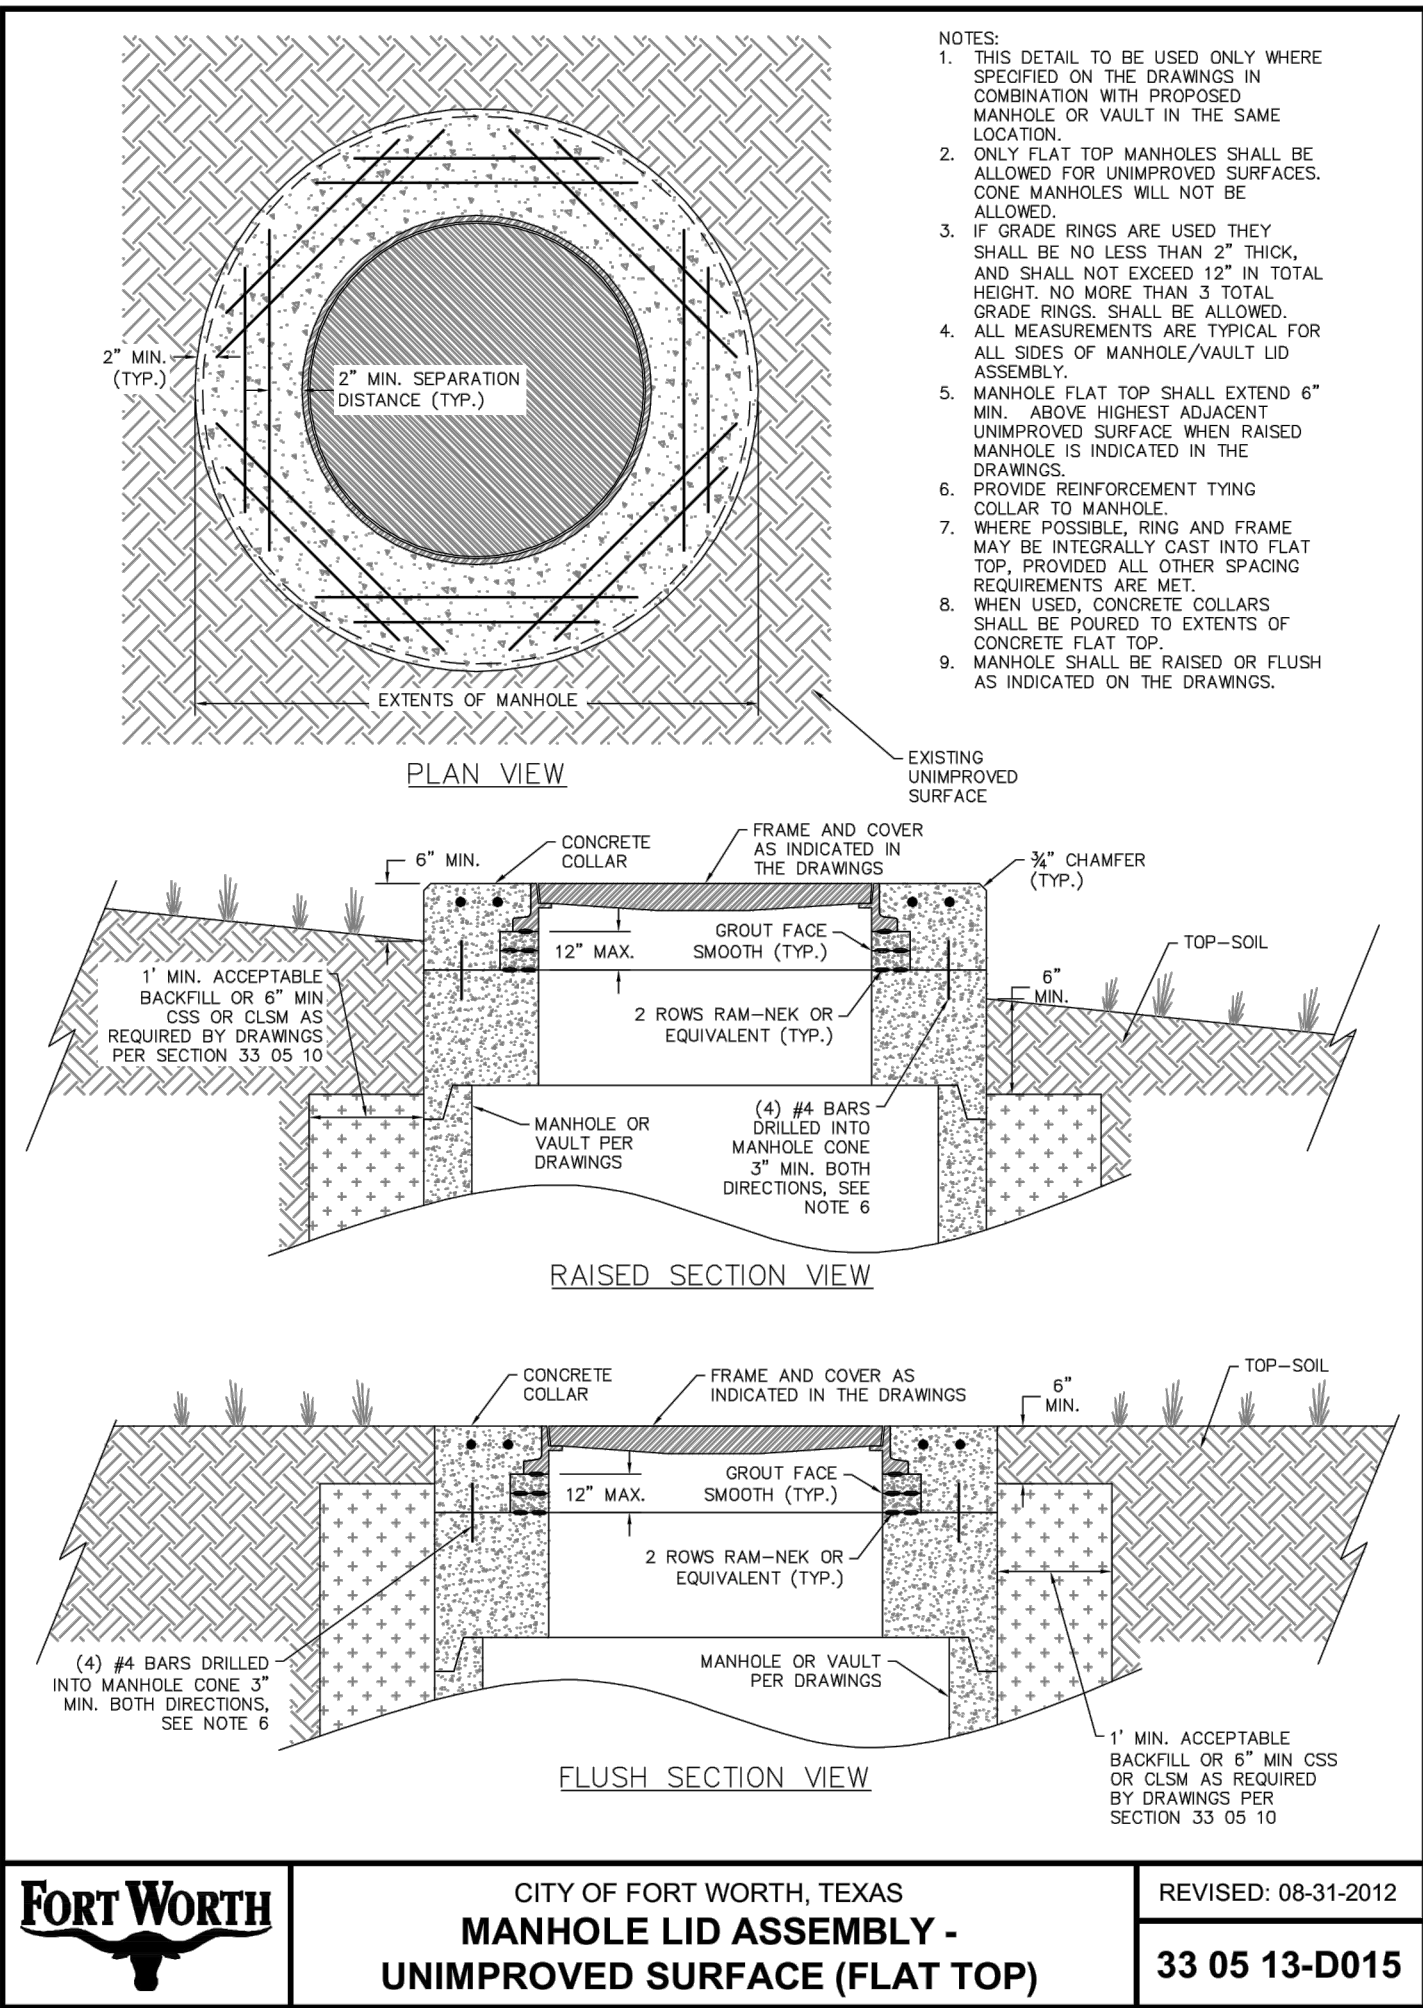 NOTES:
1. THIS DETAIL TO BE USED ONLY WHERE
SPECIFIED ON THE DRAWINGS IN
COMBINATION WITH PROPOSED
MANHOLE OR VAULT IN THE SAME
LOCATION.
2. ONLY FLAT TOP MANHOLES SHALL BE
ALLOWED FOR UNIMPROVED SURFACES.
CONE MANHOLES WILL NOT BE
ALLOWED.
3. IF GRADE RINGS ARE USED THEY
SHALL BE NO LESS THAN 2" THICK,
AND SHALL NOT EXCEED 12" IN TOTAL
HEIGHT. NO MORE THAN 3 TOTAL
GRADE RINGS. SHALL BE ALLOWED.
4. ALL MEASUREMENTS ARE TYPICAL FOR
ALL SIDES OF MANHOLE/VAULT LID
ASSEMBLY.
5. MANHOLE FLAT TOP SHALL EXTEND 6"
MIN. ABOVE HIGHEST ADJACENT
UNIMPROVED SURFACE WHEN RAISED
MANHOLE IS INDICATED IN THE
DRAWINGS.
6. PROVIDE REINFORCEMENT TYING
COLLAR TO MANHOLE.
7. WHERE POSSIBLE, RING AND FRAME
MAY BE INTEGRALLY CAST INTO FLAT
TOP, PROVIDED ALL OTHER SPACING
REQUIREMENTS ARE MET.
8. WHEN USED, CONCRETE COLLARS
SHALL BE POURED TO EXTENTS OF
CONCRETE FLAT TOP.
9. MANHOLE SHALL BE RAISED OR FLUSH
AS INDICATED ON THE DRAWINGS.
2" MIN.
(TYP.)
2" MIN. SEPARATION
DISTANCE (TYP.)
EXTENTS OF MANHOLE
EXISTING
UNIMPROVED
SURFACE
PLAN VIEW
6" MIN.
CONCRETE
COLLAR
FRAME AND COVER
AS INDICATED IN
THE DRAWINGS
¾" CHAMFER
(TYP.)
12" MAX.
GROUT FACE
SMOOTH (TYP.)
TOP-SOIL
6"
MIN.
1' MIN. ACCEPTABLE
BACKFILL OR 6" MIN
CSS OR CLSM AS
REQUIRED BY DRAWINGS
PER SECTION 33 05 10
2 ROWS RAM-NEK OR
EQUIVALENT (TYP.)
MANHOLE OR
VAULT PER
DRAWINGS
(4) #4 BARS
DRILLED INTO
MANHOLE CONE
3" MIN. BOTH
DIRECTIONS, SEE
NOTE 6
RAISED SECTION VIEW
CONCRETE
COLLAR
FRAME AND COVER AS
INDICATED IN THE DRAWINGS
6"
MIN.
TOP-SOIL
12" MAX.
GROUT FACE
SMOOTH (TYP.)
2 ROWS RAM-NEK OR
EQUIVALENT (TYP.)
(4) #4 BARS DRILLED
INTO MANHOLE CONE 3"
MIN. BOTH DIRECTIONS,
SEE NOTE 6
MANHOLE OR VAULT
PER DRAWINGS
1' MIN. ACCEPTABLE
BACKFILL OR 6" MIN CSS
OR CLSM AS REQUIRED
BY DRAWINGS PER
SECTION 33 05 10
FLUSH SECTION VIEW
FORT WORTH
CITY OF FORT WORTH, TEXAS
MANHOLE LID ASSEMBLY -
UNIMPROVED SURFACE (FLAT TOP)
REVISED: 08-31-2012
33 05 13-D015